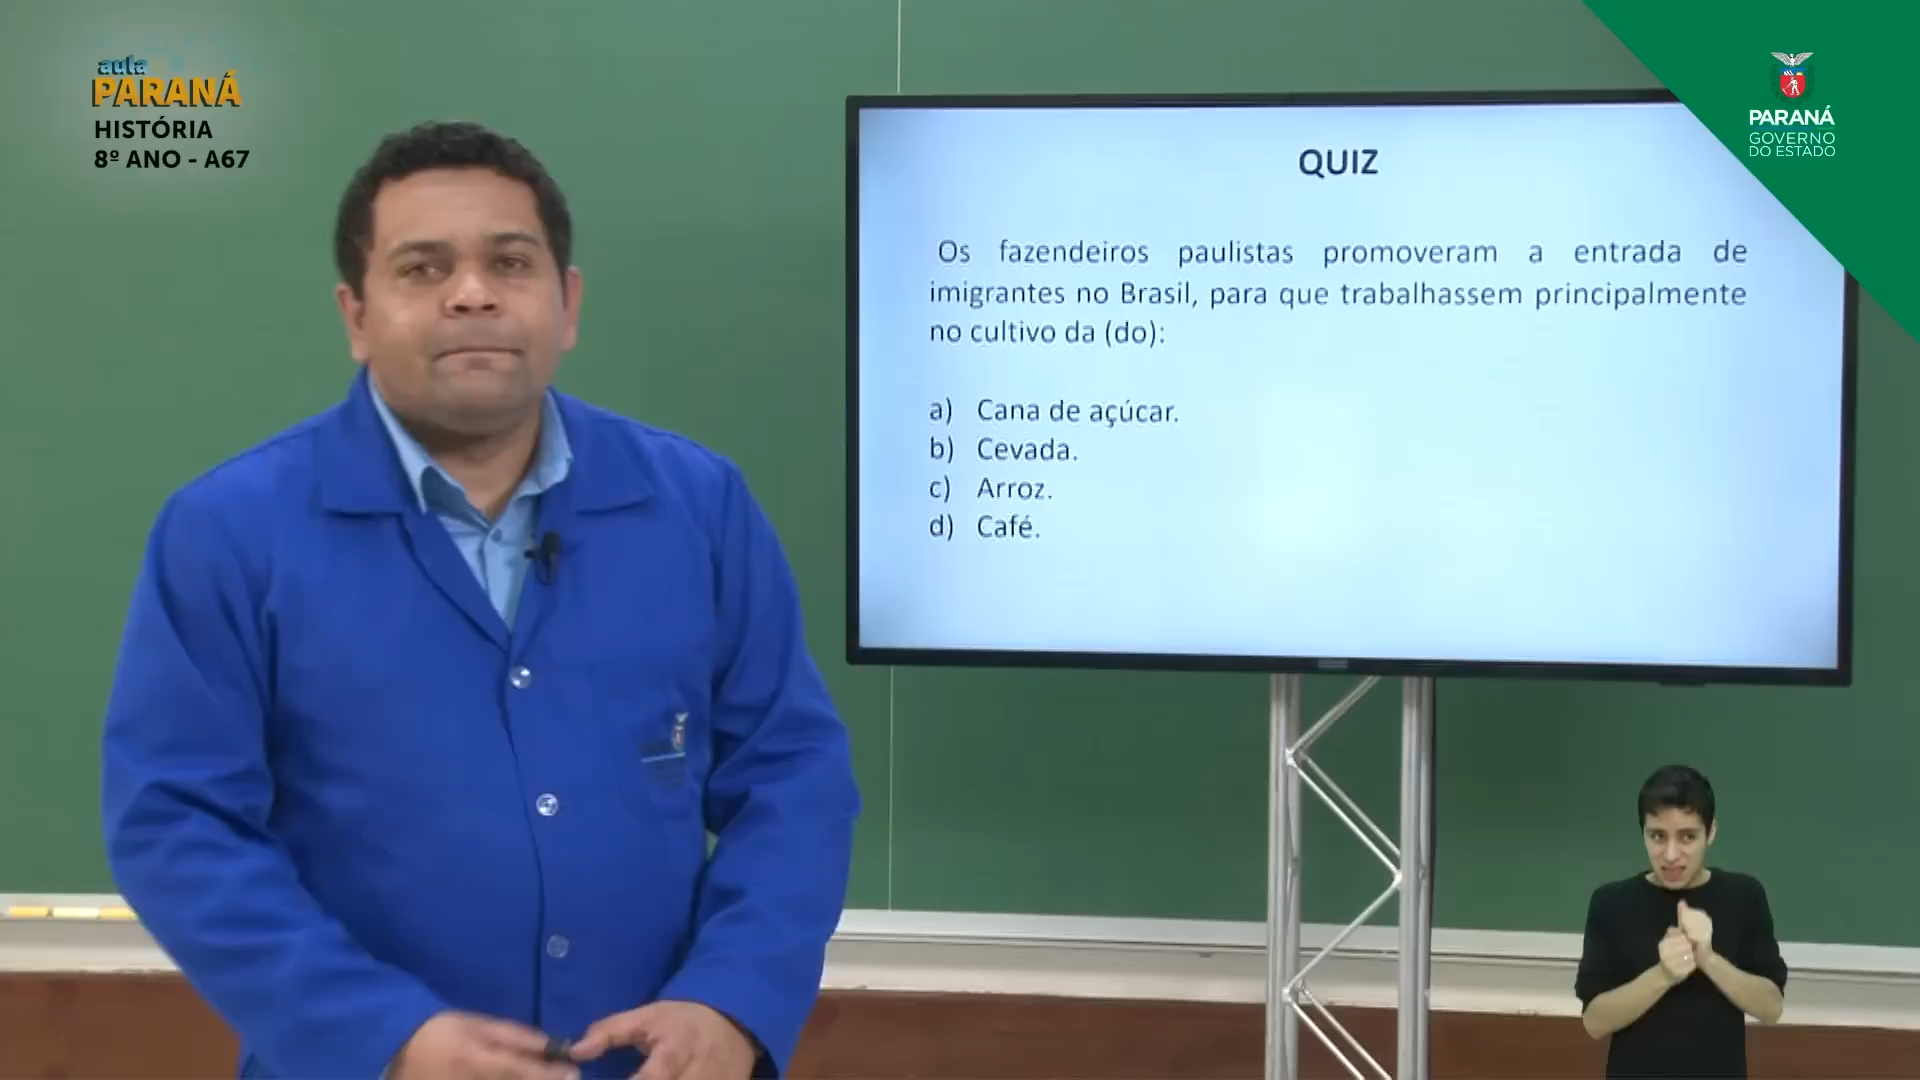 aula
PARANÁ
HISTÓRIA
8º ANO - A67
PARANÁ
GOVERNO
DO ESTADO
QUIZ
Os fazendeiros paulistas promoveram a entrada de
imigrantes no Brasil, para que trabalhassem principalmente
no cultivo da (do):
a) Cana de açúcar.
b) Cevada.
c) Arroz.
d) Café.